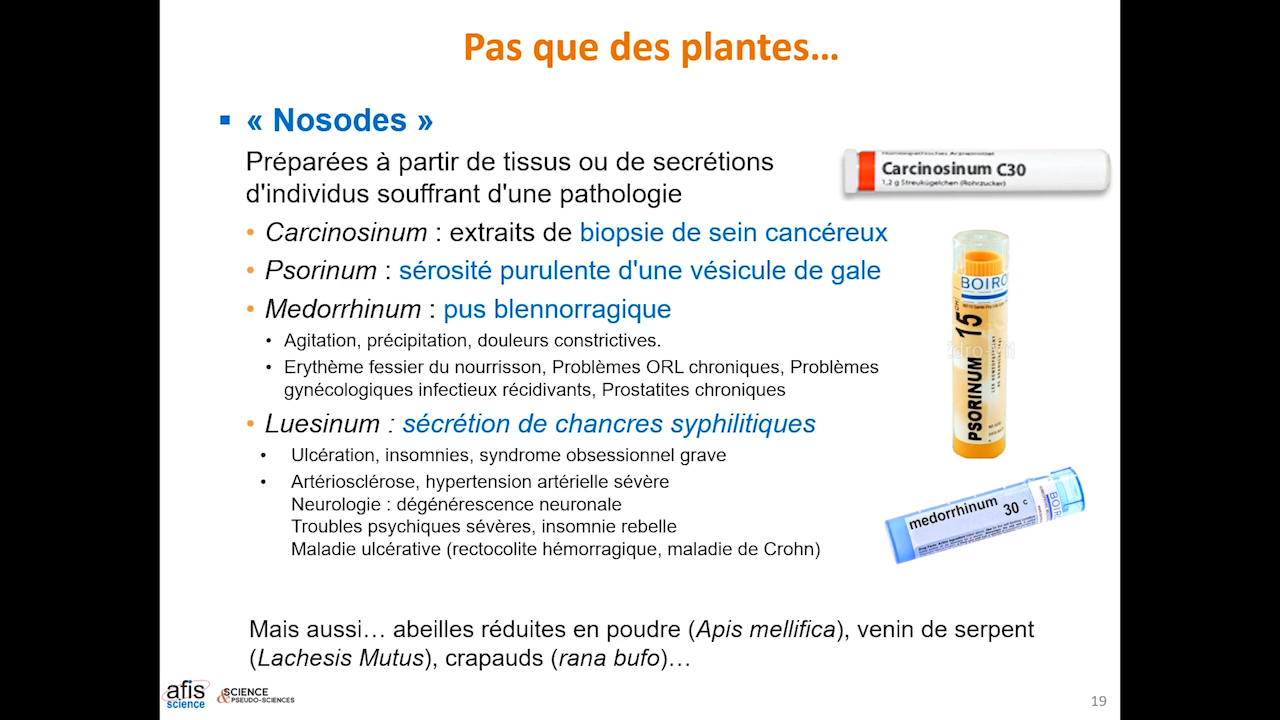 Pas que des plantes…
« Nosodes »
Préparées à partir de tissus ou de secrétions
d'individus souffrant d'une pathologie
Carcinosinum : extraits de biopsie de sein cancéreux
Psorinum : sérosité purulente d'une vésicule de gale
Medorrhinum : pus blennorragique
• Agitation, précipitation, douleurs constrictives.
• Erythème fessier du nourrisson, Problèmes ORL chroniques, Problèmes
gynécologiques infectieux récidivants, Prostatites chroniques
Luesinum : sécrétion de chancres syphilitiques
• Ulcération, insomnies, syndrome obsessionnel grave
• Artériosclérose, hypertension artérielle sévère
Neurologie : dégénérescence neuronale
Troubles psychiques sévères, insomnie rebelle
Maladie ulcérative (rectocolite hémorragique, maladie de Crohn)
Mais aussi… abeilles réduites en poudre (Apis mellifica), venin de serpent
(Lachesis Mutus), crapauds (rana bufo)…
Carcinosinum C30
1,2 g Streukügelchen (Rohrzucker)
BOIRO
PSORINUM 15 CH
medorrhinum 30 c
BOIR
afis
science
SCIENCE
& PSEUDO-SCIENCES
19